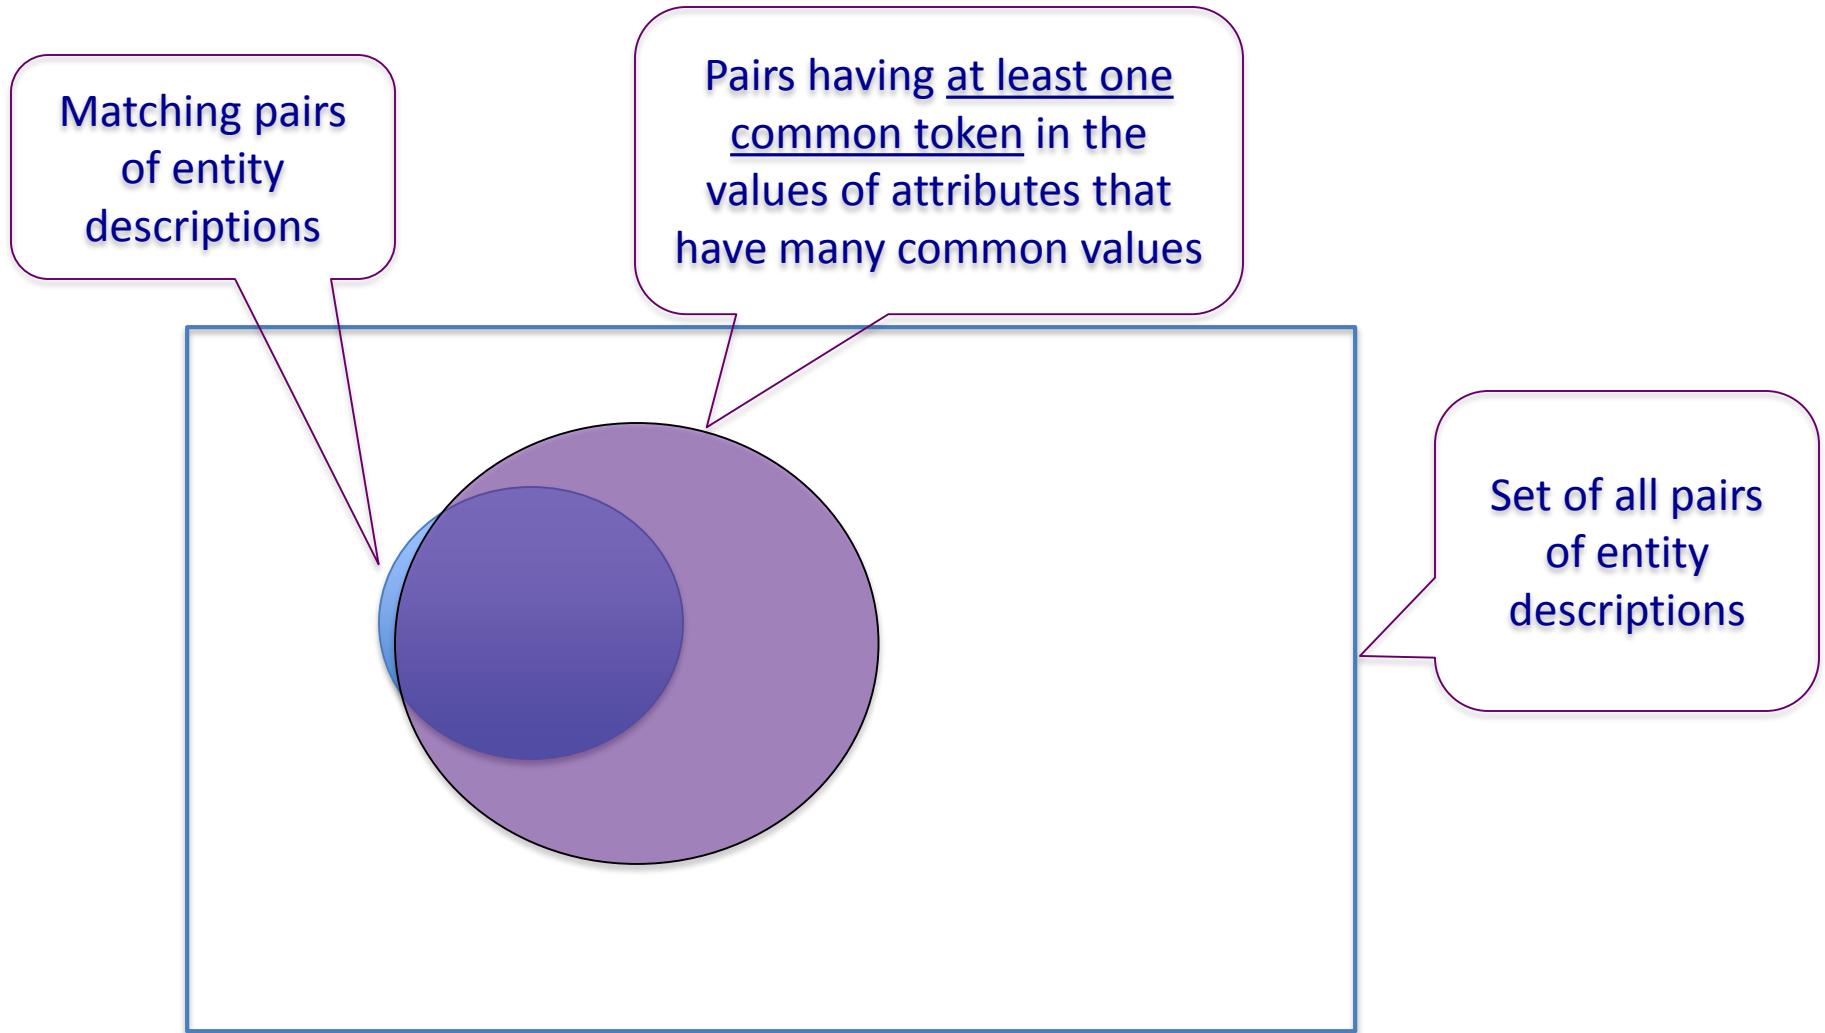 Matching pairs
of entity
descriptions
Pairs having at least one
common token in the
values of attributes that
have many common values
Set of all pairs
of entity
descriptions